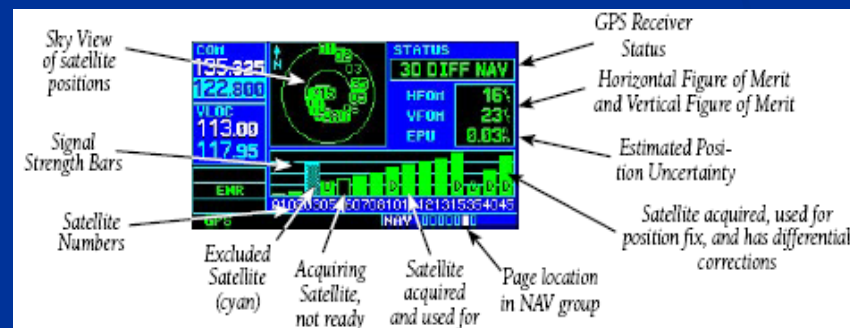 GPS Receiver
Status
Sky View
of satellite
positions
COM
135.325
122.800
VLOC
113.00
117.95
ENR
GPS
N
STATUS
3D DIFF NAV
HFOM 16
VFOM 23
EPU 0.03
NAV
Horizontal Figure of Merit
and Vertical Figure of Merit
Estimated Posi-
tion Uncertainty
Signal
Strength Bars
Satellite
Numbers
Satellite acquired, used for
position fix, and has differential
corrections
Excluded
Satellite
(cyan)
Acquiring
Satellite,
not ready
Satellite
acquired
and used for
Page location
in NAV group